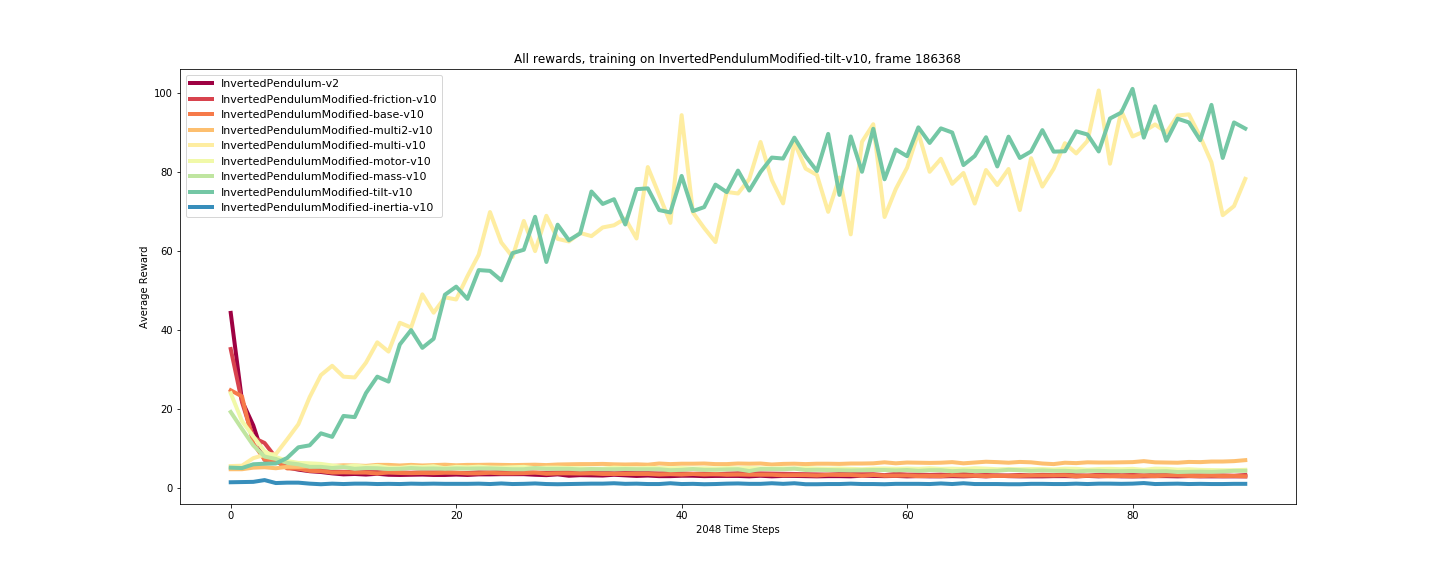 All rewards, training on InvertedPendulumModified-tilt-v10, frame 186368
InvertedPendulum-v2
InvertedPendulumModified-friction-v10
InvertedPendulumModified-base-v10
InvertedPendulumModified-multi2-v10
InvertedPendulumModified-multi-v10
InvertedPendulumModified-motor-v10
InvertedPendulumModified-mass-v10
InvertedPendulumModified-tilt-v10
InvertedPendulumModified-inertia-v10
Average Reward
100
80
60
40
20
0
0 20 40 60 80
2048 Time Steps